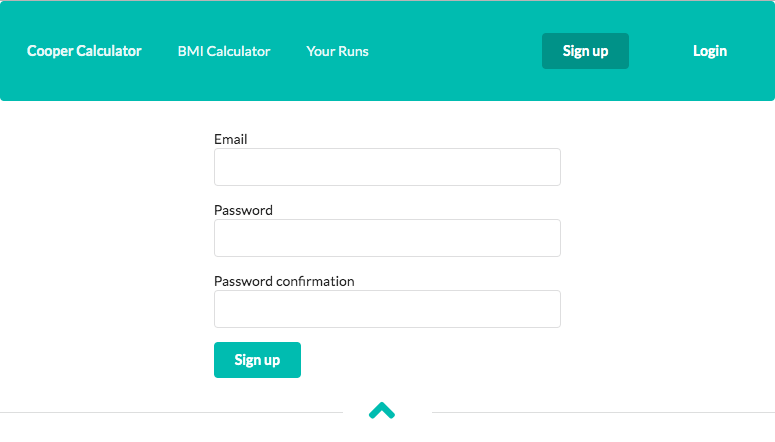 Cooper Calculator BMI Calculator Your Runs Sign up Login
Email
Password
Password confirmation
Sign up